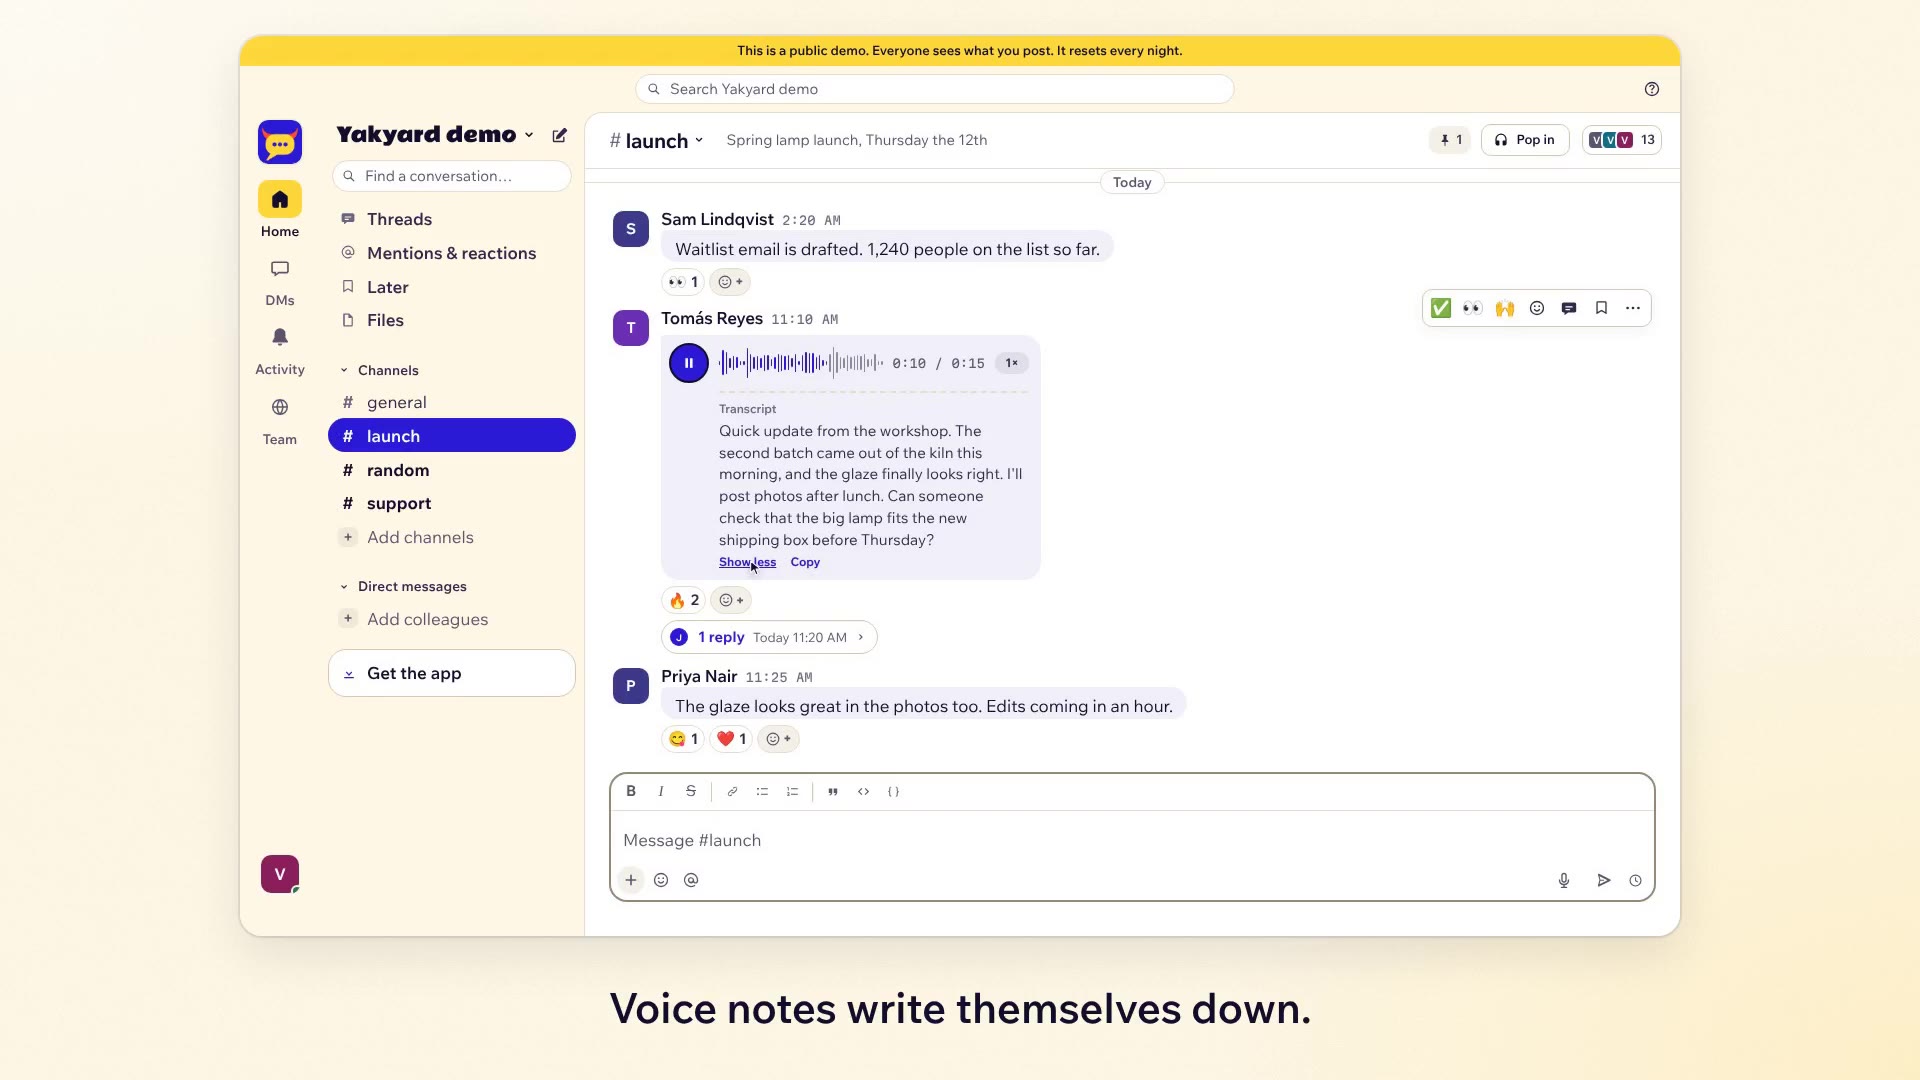 This is a public demo. Everyone sees what you post. It resets every night.
Search Yakyard demo
Home
DMs
Activity
Team
V
Yakyard demo
Find a conversation…
Threads
Mentions & reactions
Later
Files
Channels
# general
# launch
# random
# support
+ Add channels
Direct messages
+ Add colleagues
Get the app
# launch
Spring lamp launch, Thursday the 12th
1
Pop in
V V V 13
Today
S
Sam Lindqvist 2:20 AM
Waitlist email is drafted. 1,240 people on the list so far.
👀 1
T
Tomás Reyes 11:10 AM
0:10 / 0:15 1×
Transcript
Quick update from the workshop. The
second batch came out of the kiln this
morning, and the glaze finally looks right. I'll
post photos after lunch. Can someone
check that the big lamp fits the new
shipping box before Thursday?
Show less Copy
🔥 2
J 1 reply Today 11:20 AM
P
Priya Nair 11:25 AM
The glaze looks great in the photos too. Edits coming in an hour.
😋 1 ❤️ 1
B I S
Message #launch
Voice notes write themselves down.